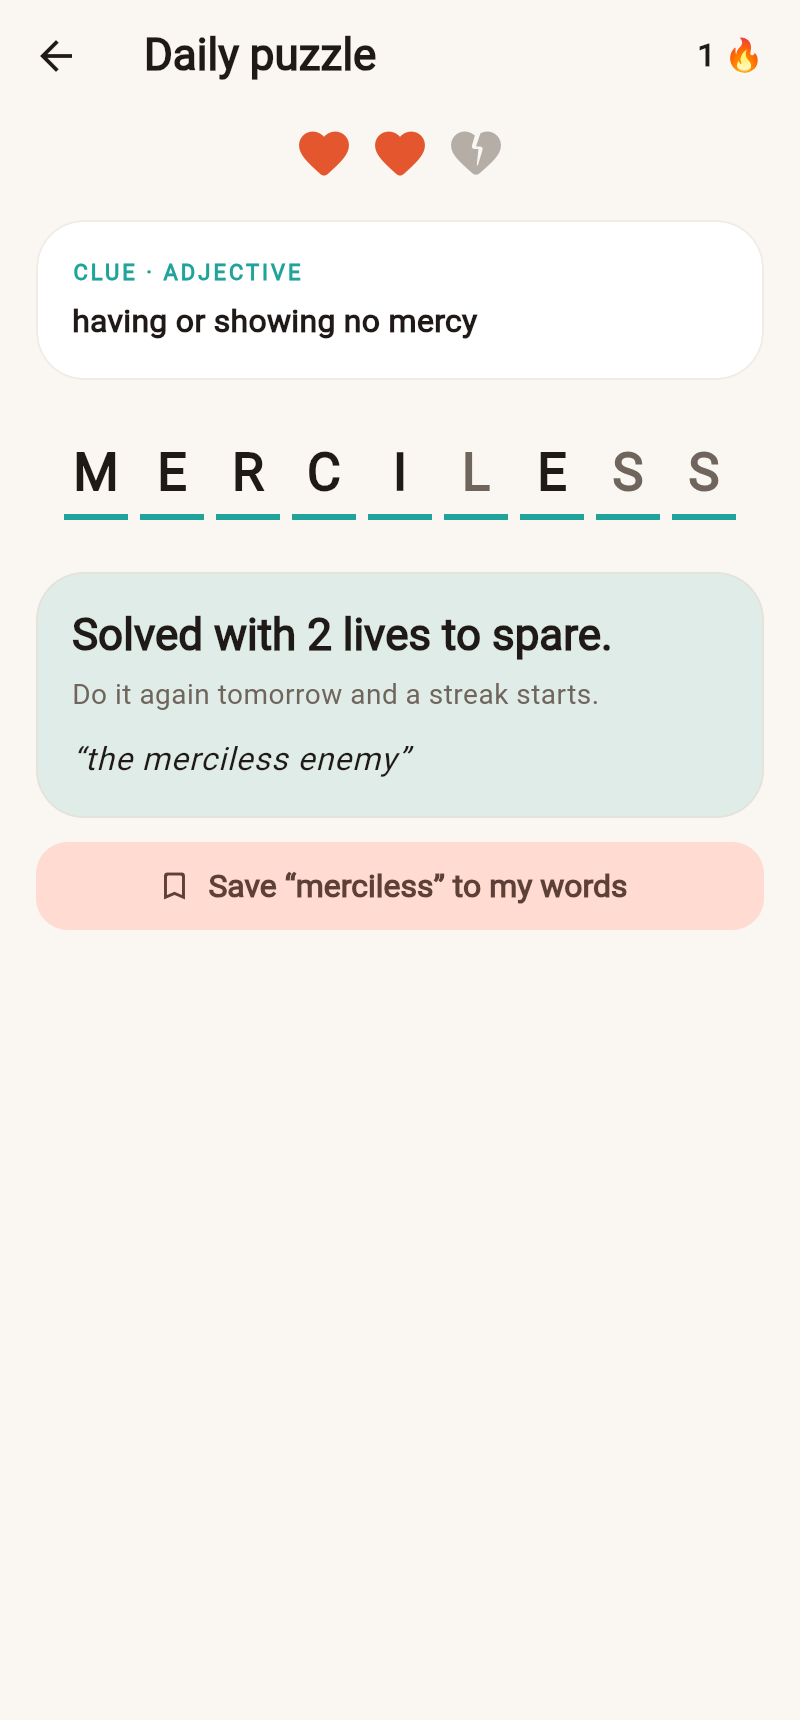 Daily puzzle
1 🔥
CLUE · ADJECTIVE
having or showing no mercy
M E R C I L E S S
Solved with 2 lives to spare.
Do it again tomorrow and a streak starts.
“the merciless enemy”
Save “merciless” to my words